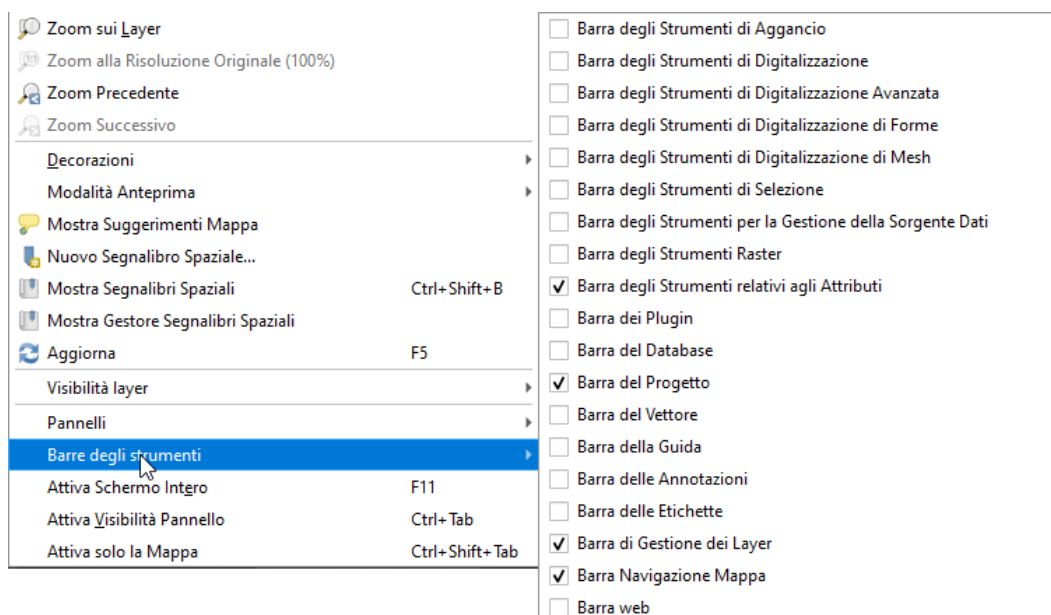 Zoom sui Layer
Zoom alla Risoluzione Originale (100%)
Zoom Precedente
Zoom Successivo
Decorazioni
Modalità Anteprima
Mostra Suggerimenti Mappa
Nuovo Segnalibro Spaziale...
Mostra Segnalibri Spaziali Ctrl+Shift+B
Mostra Gestore Segnalibri Spaziali
Aggiorna F5
Visibilità layer
Pannelli
Barre degli strumenti
Attiva Schermo Intero F11
Attiva Visibilità Pannello Ctrl+Tab
Attiva solo la Mappa Ctrl+Shift+Tab
Barra degli Strumenti di Aggancio
Barra degli Strumenti di Digitalizzazione
Barra degli Strumenti di Digitalizzazione Avanzata
Barra degli Strumenti di Digitalizzazione di Forme
Barra degli Strumenti di Digitalizzazione di Mesh
Barra degli Strumenti di Selezione
Barra degli Strumenti per la Gestione della Sorgente Dati
Barra degli Strumenti Raster
Barra degli Strumenti relativi agli Attributi
Barra dei Plugin
Barra del Database
Barra del Progetto
Barra del Vettore
Barra della Guida
Barra delle Annotazioni
Barra delle Etichette
Barra di Gestione dei Layer
Barra Navigazione Mappa
Barra web